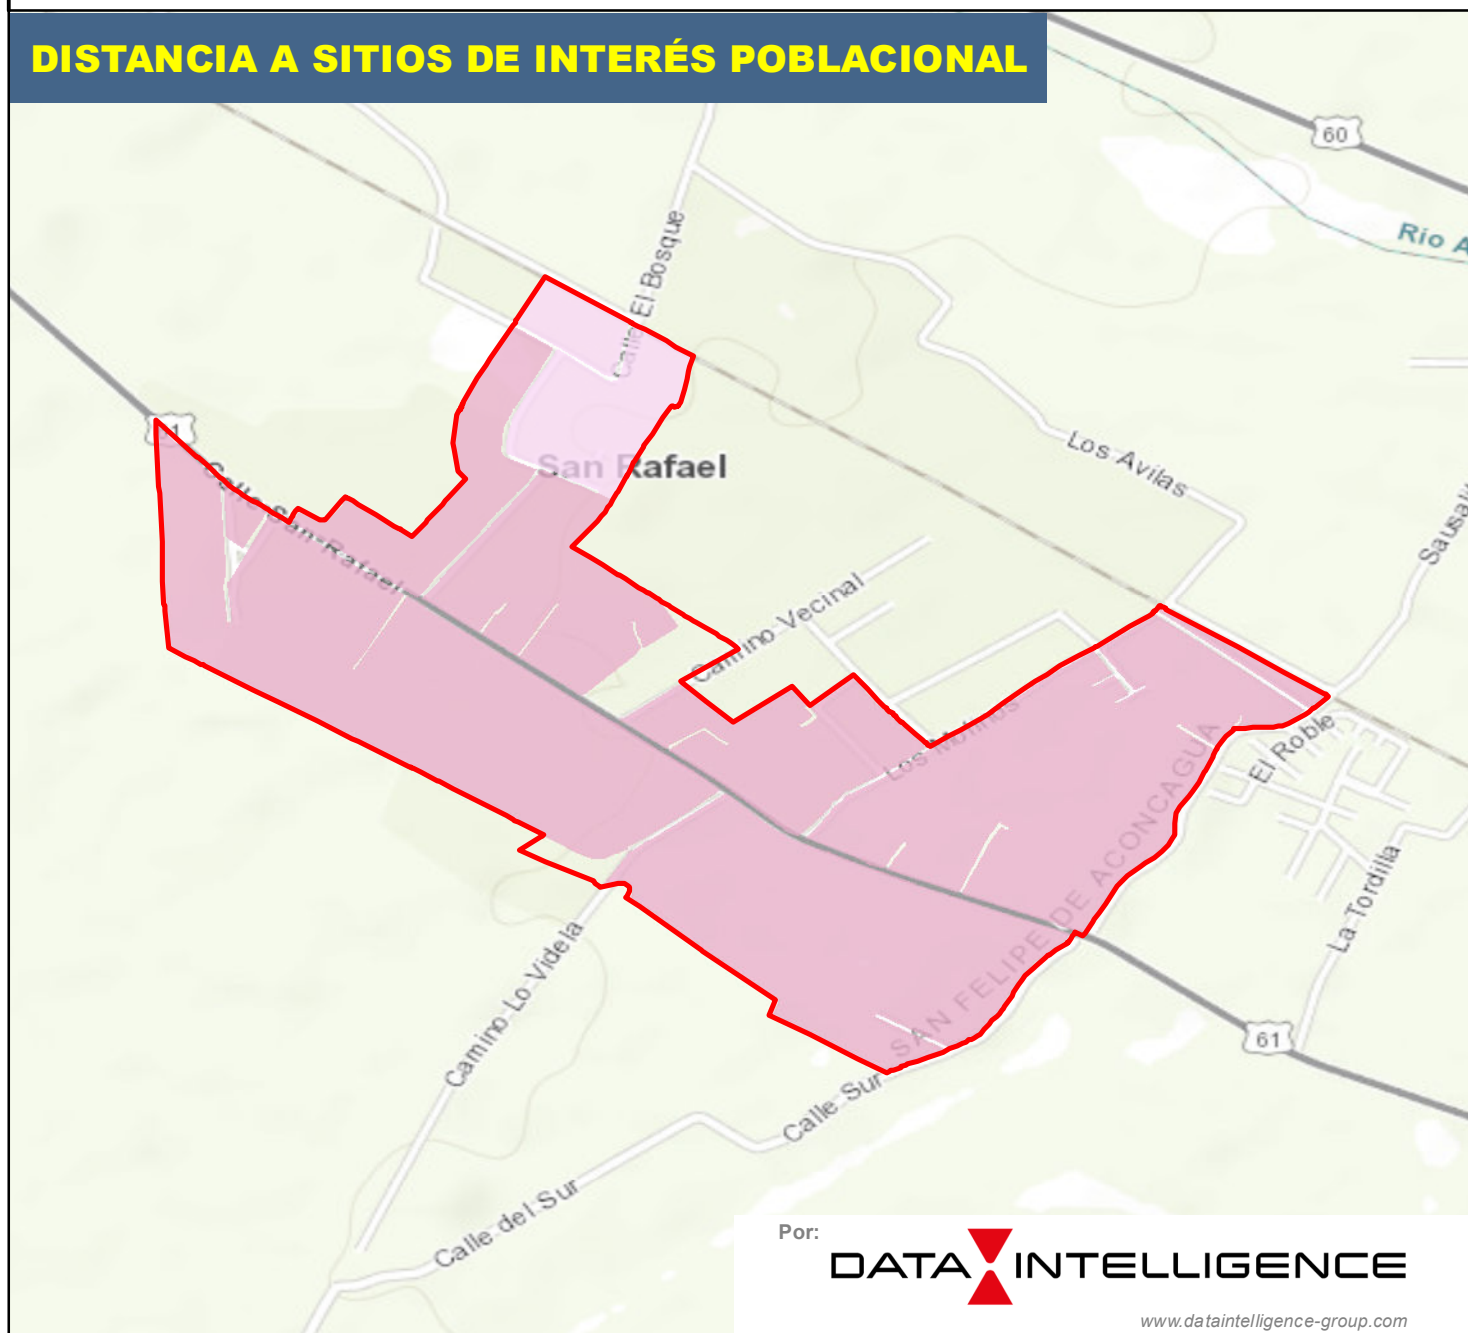 DISTANCIA A SITIOS DE INTERÉS POBLACIONAL
60
Río A
Calle El Bosque
Los Avilas
San Rafael
Calle San Rafael
Camino Vecinal
Los Molinos
El Roble
SAN FELIPE DE ACONCAGUA
La Tordilla
Camino Lo Videla
61
Calle Sur
Calle del Sur
Por:
DATA INTELLIGENCE
www.dataintelligence-group.com